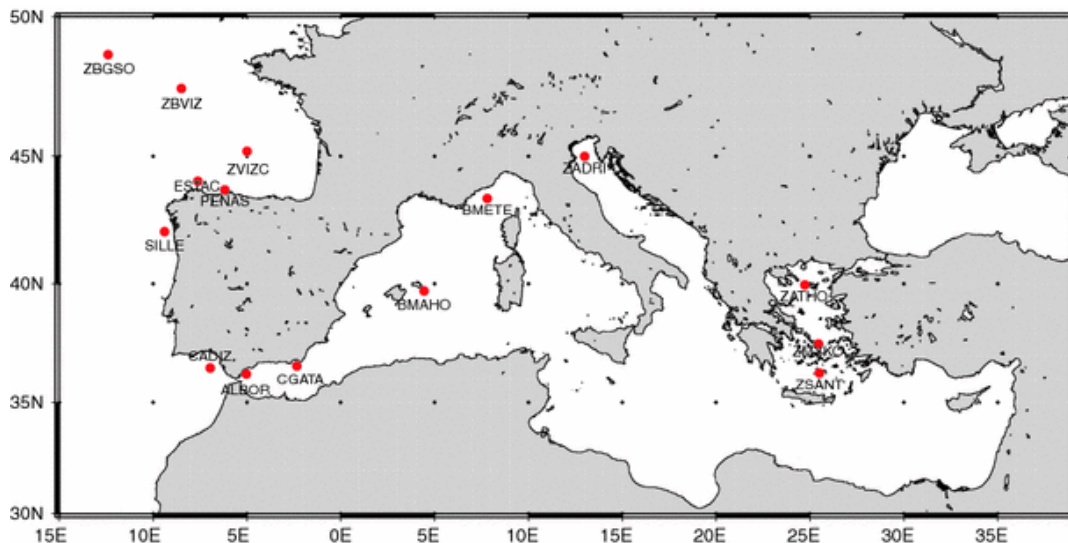 50N
ZBGSO
ZBVIZ
ZVIZC
45N
ZADRI
ESTAC
PENAS
BMETE
SILLE
40N
BMAHO
ZATHO
CADIZ
ALBOR
CGATA
ZSANT
35N
30N
15E 10E 5E 0E 5E 10E 15E 20E 25E 30E 35E